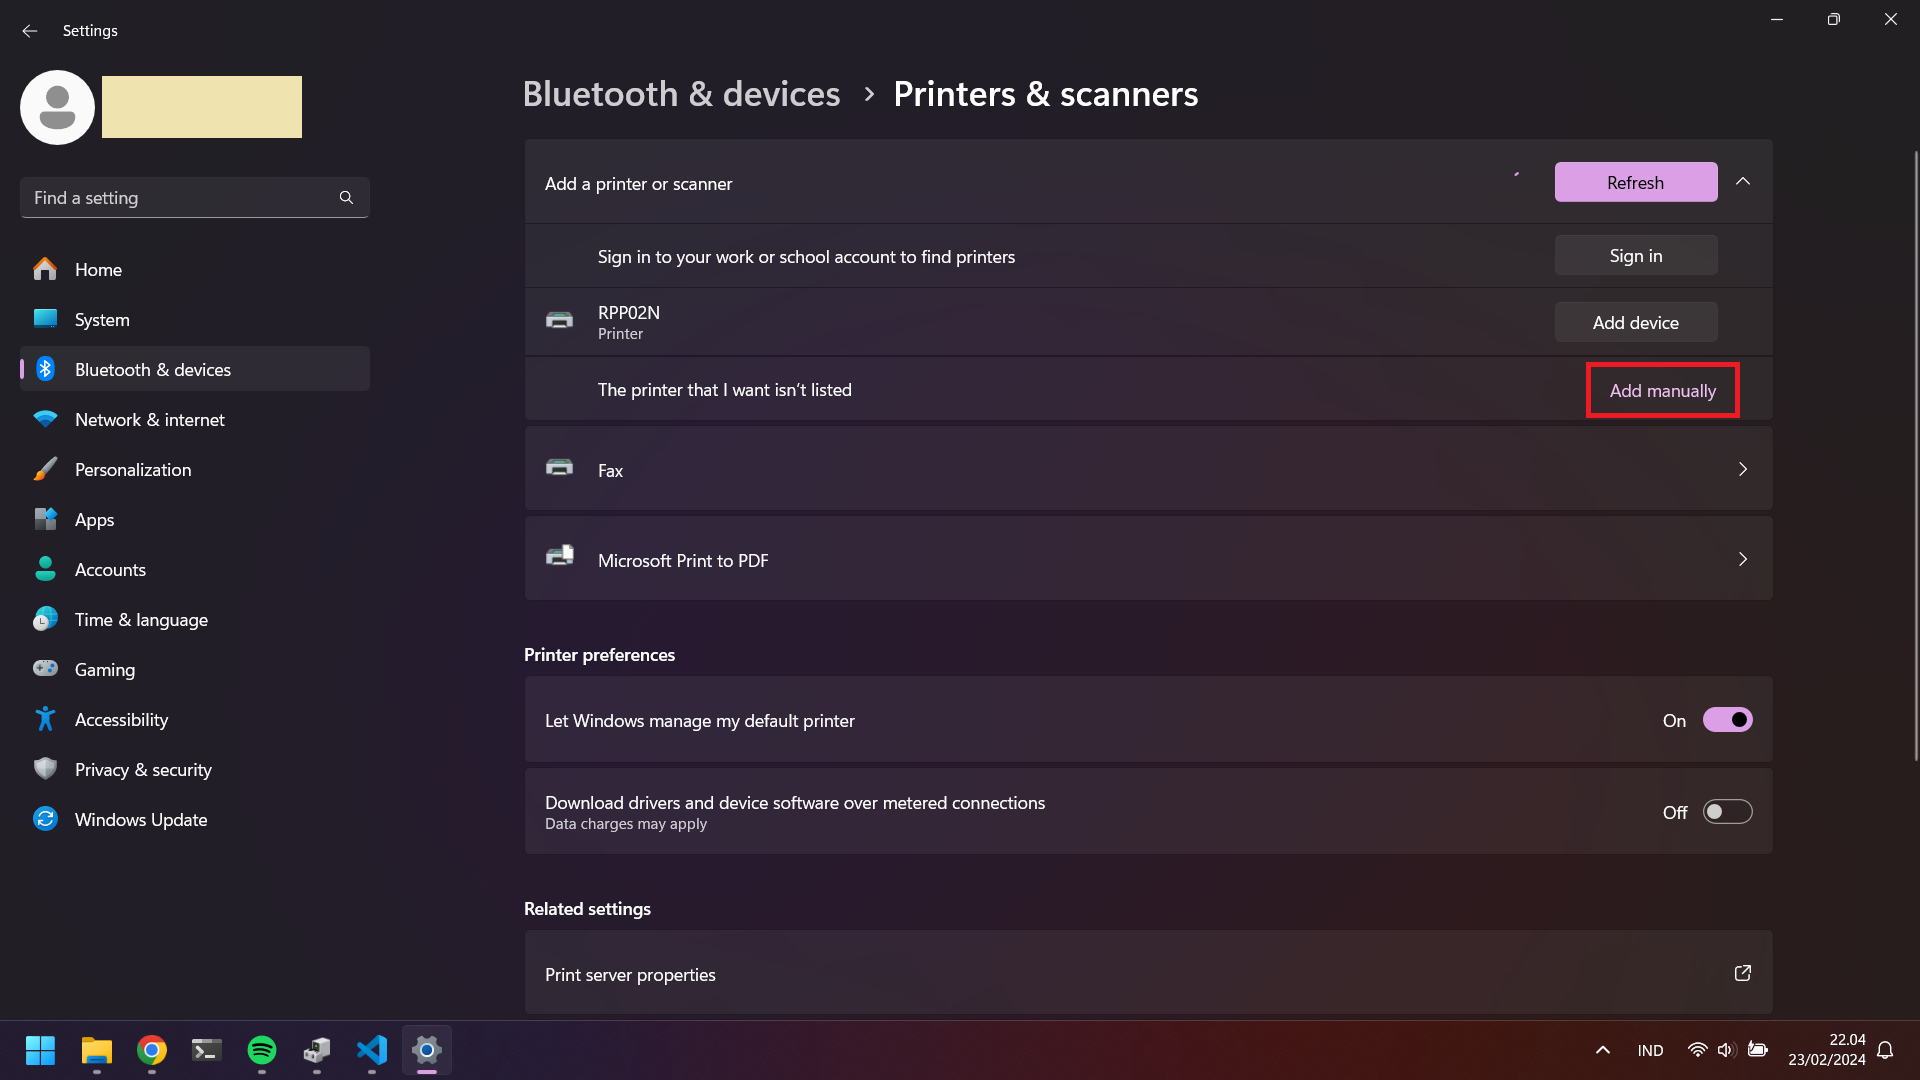 Settings
Find a setting
Home
System
Bluetooth & devices
Network & internet
Personalization
Apps
Accounts
Time & language
Gaming
Accessibility
Privacy & security
Windows Update
Bluetooth & devices › Printers & scanners
Add a printer or scanner
Refresh
Sign in to your work or school account to find printers
Sign in
RPP02N
Printer
Add device
The printer that I want isn’t listed
Add manually
Fax
Microsoft Print to PDF
Printer preferences
Let Windows manage my default printer
On
Download drivers and device software over metered connections
Data charges may apply
Off
Related settings
Print server properties
IND
22.04
23/02/2024